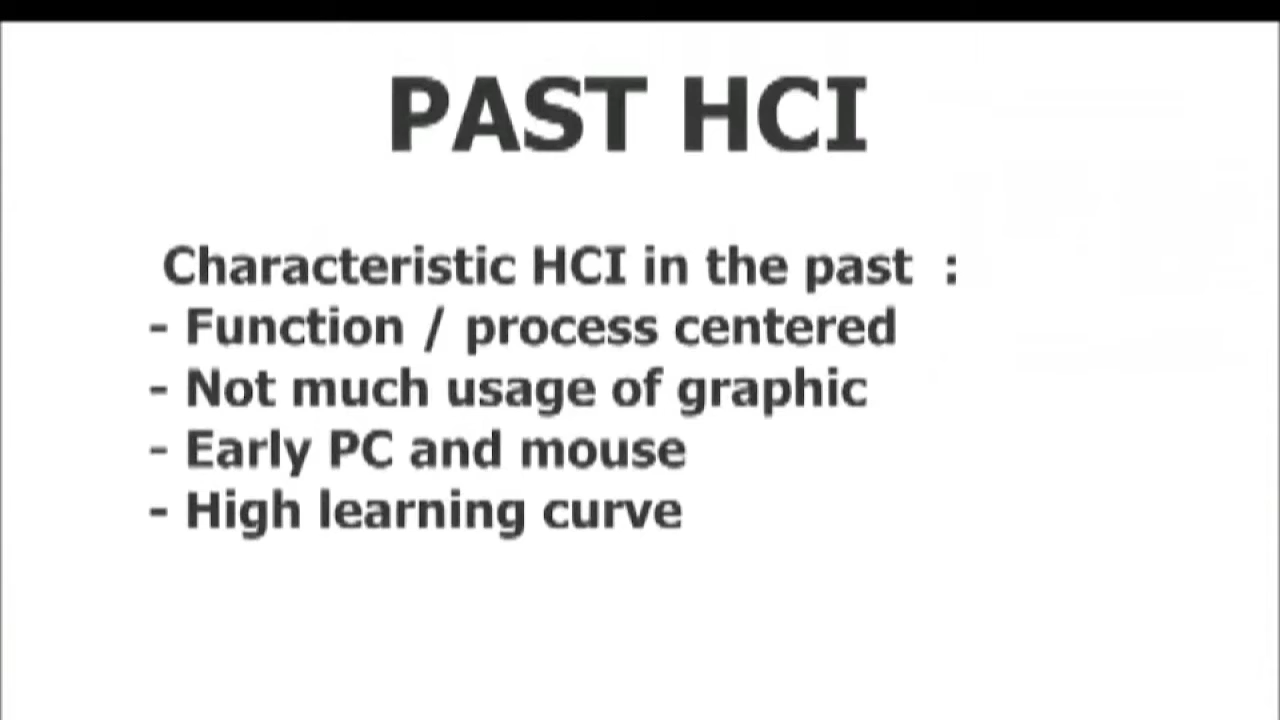 PAST HCI
Characteristic HCI in the past  :
- Function / process centered
- Not much usage of graphic
- Early PC and mouse
- High learning curve